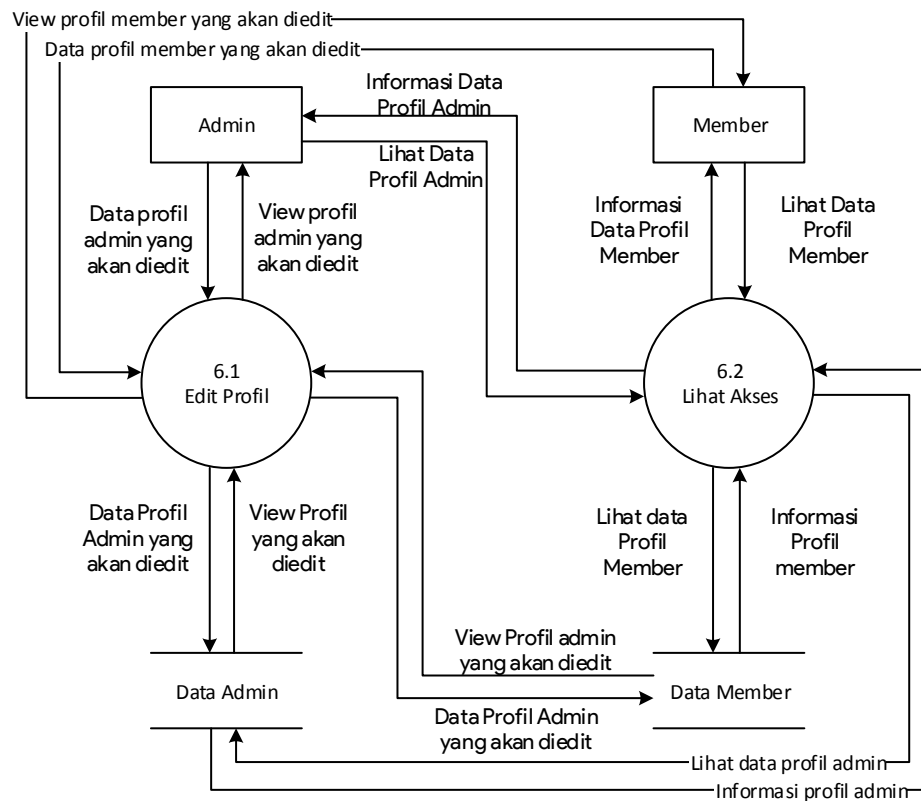 View profil member yang akan diedit
Data profil member yang akan diedit
Informasi Data
Profil Admin
Admin
Member
Lihat Data
Profil Admin
Data profil
admin yang
akan diedit
View profil
admin yang
akan diedit
Informasi
Data Profil
Member
Lihat Data
Profil
Member
6.1
Edit Profil
6.2
Lihat Akses
Data Profil
Admin yang
akan diedit
View Profil
yang akan
diedit
Lihat data
Profil
Member
Informasi
Profil
member
View Profil admin
yang akan diedit
Data Admin
Data Member
Data Profil Admin
yang akan diedit
Lihat data profil admin
Informasi profil admin